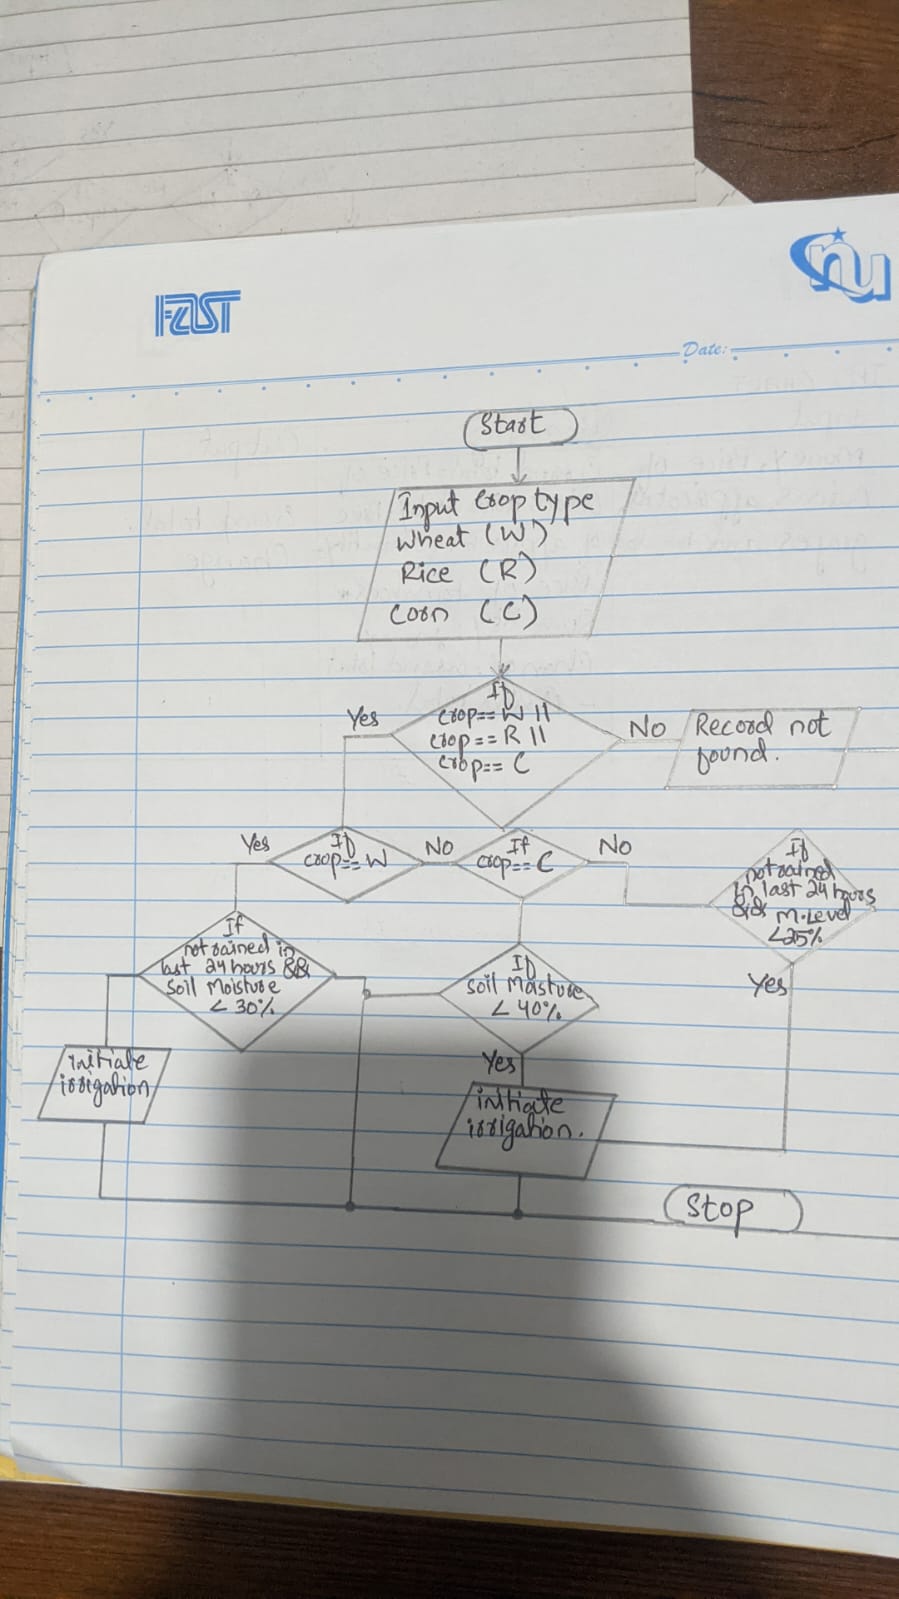 FAST
nu
Date:
Start
Input Crop type
Wheat (W)
Rice (R)
Corn (C)
If
crop== W ||
crop == R ||
crop== C
Yes
No
Record not
found.
If
crop== W
Yes
No
If
crop== C
No
If
not rained
in last 24 hours
&& M.Level
<25%
Yes
If
not rained in
last 24 hours &&
Soil Moisture
< 30%
If
Soil Masture
< 40%
Yes
initiate
irrigation
initiate
irrigation.
Stop